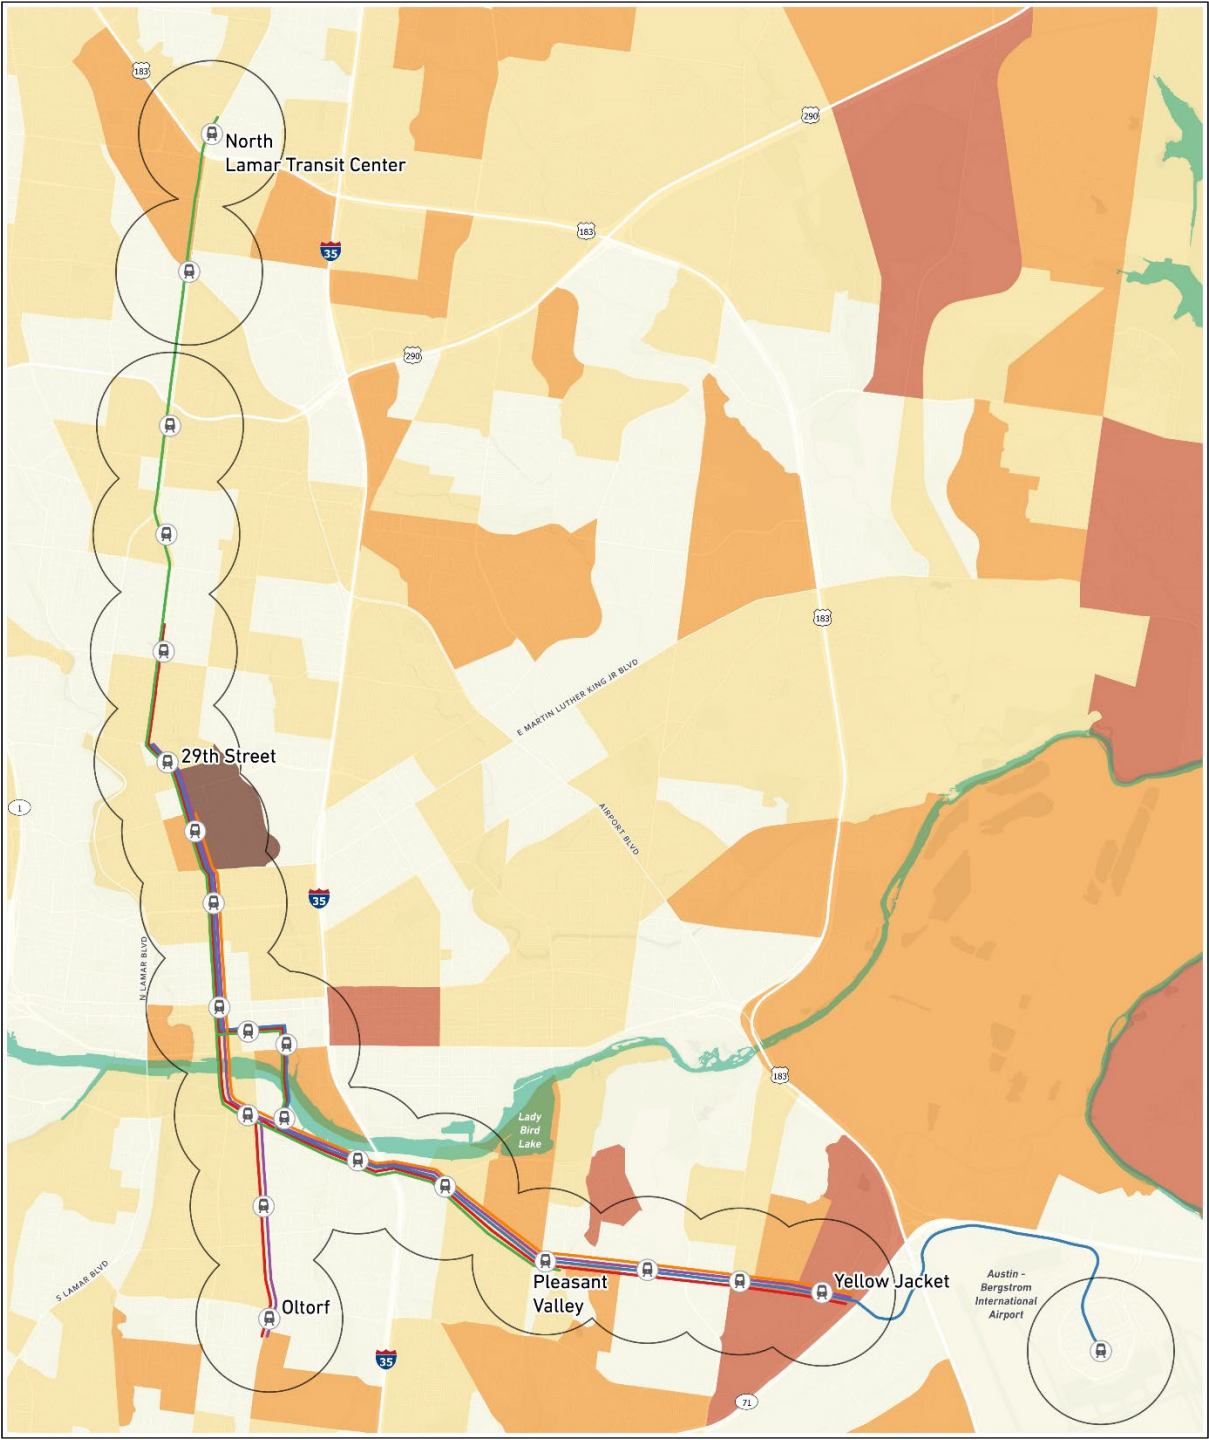 183
290
North
Lamar Transit Center
183
35
290
183
E MARTIN LUTHER KING JR BLVD
29th Street
1
AIRPORT BLVD
35
N LAMAR BLVD
183
Lady
Bird
Lake
S LAMAR BLVD
Pleasant
Valley
Yellow Jacket
Austin -
Bergstrom
International
Airport
Oltorf
35
71